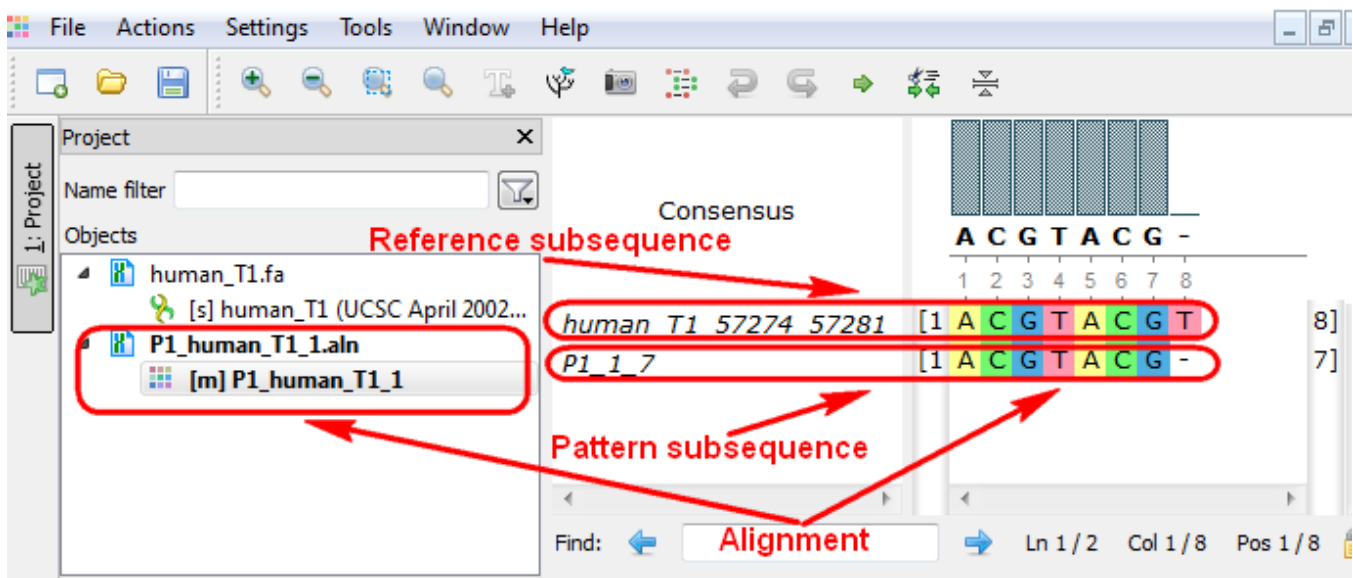 File Actions Settings Tools Window Help
Project
1: Project
Name filter
Objects
human_T1.fa
[s] human_T1 (UCSC April 2002...
P1_human_T1_1.aln
[m] P1_human_T1_1
Consensus
Reference subsequence
A C G T A C G -
1 2 3 4 5 6 7 8
human_T1_57274_57281 [1 A C G T A C G T 8]
P1_1_7 [1 A C G T A C G - 7]
Pattern subsequence
Alignment
Find: Ln 1 / 2 Col 1 / 8 Pos 1 / 8